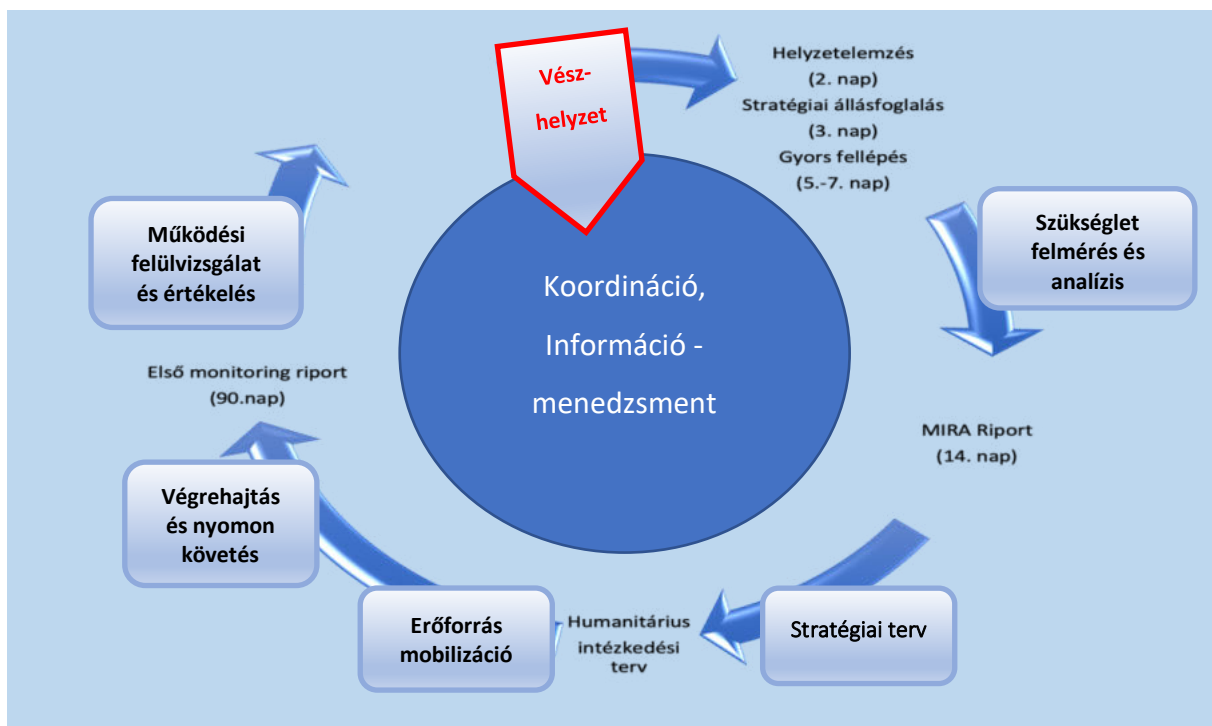 Vész-
helyzet
Helyzetelemzés
(2. nap)
Stratégiai állásfoglalás
(3. nap)
Gyors fellépés
(5.-7. nap)
Szükséglet
felmérés és
analízis
MIRA Riport
(14. nap)
Stratégiai terv
Humanitárius
intézkedési
terv
Erőforrás
mobilizáció
Végrehajtás
és nyomon
követés
Első monitoring riport
(90.nap)
Működési
felülvizsgálat
és értékelés
Koordináció,
Információ -
menedzsment